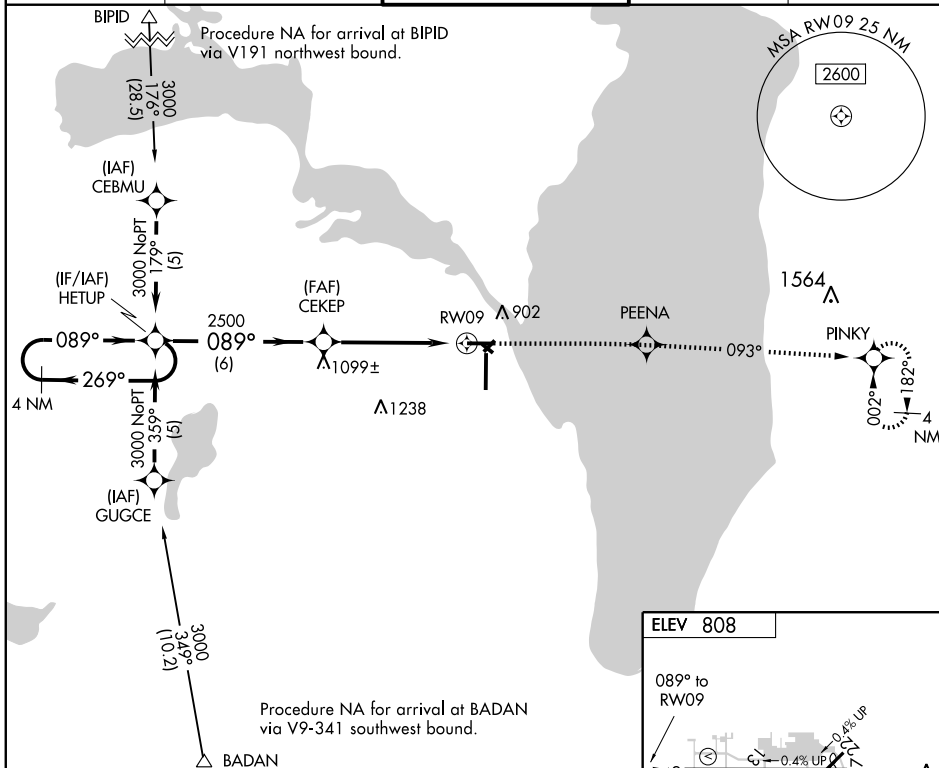 BIPID
Procedure NA for arrival at BIPID
via V191 northwest bound.
MSA RW09 25 NM
2600
3000
176°
(28.5)
(IAF)
CEBMU
3000 NoPT
179°
(5)
(IF/IAF)
HETUP
089°
269°
4 NM
2500
089°
(6)
(FAF)
CEKEP
1099±
1238
RW09
902
PEENA
1564
093°
PINKY
002°
182°
4
NM
3000 NoPT
359°
(5)
(IAF)
GUGCE
3000
349°
(10.2)
Procedure NA for arrival at BADAN
via V9-341 southwest bound.
BADAN
ELEV 808
089° to
RW09
0.4% UP
22
V
13
0.4% UP